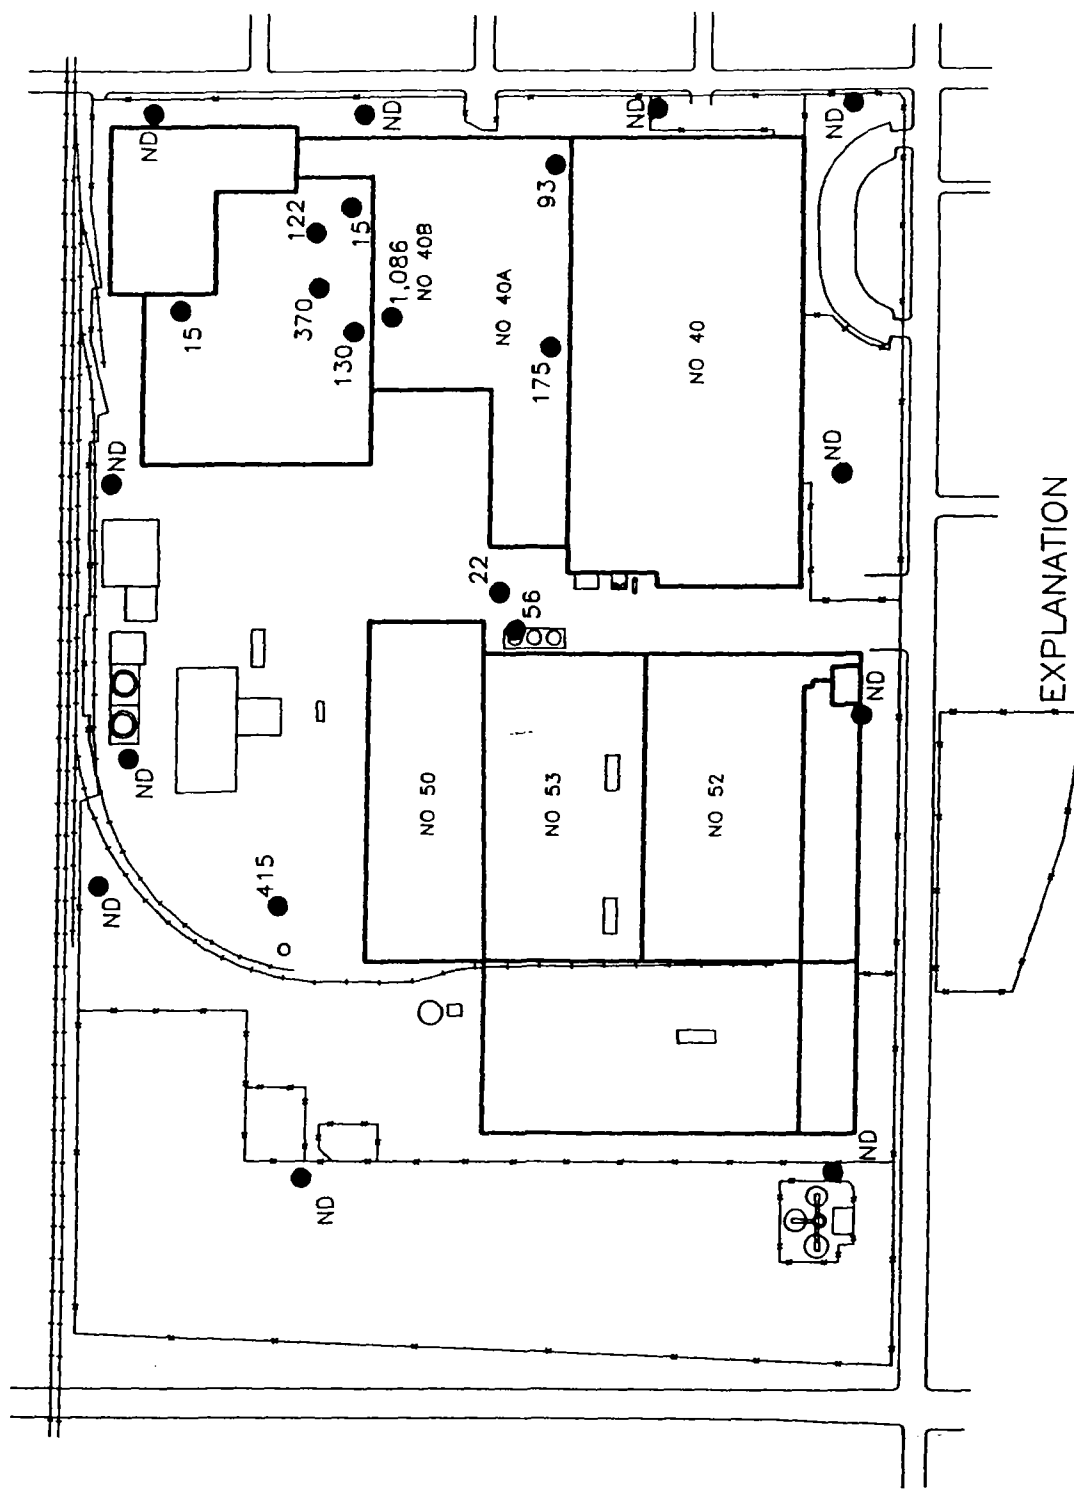 ND
ND
ND
ND
93
122
15
1,086
NO 40B
370
15
130
NO 40A
175
NO 40
ND
ND
22
56
ND
ND
NO 50
NO 53
NO 52
415
ND
ND
ND
EXPLANATION